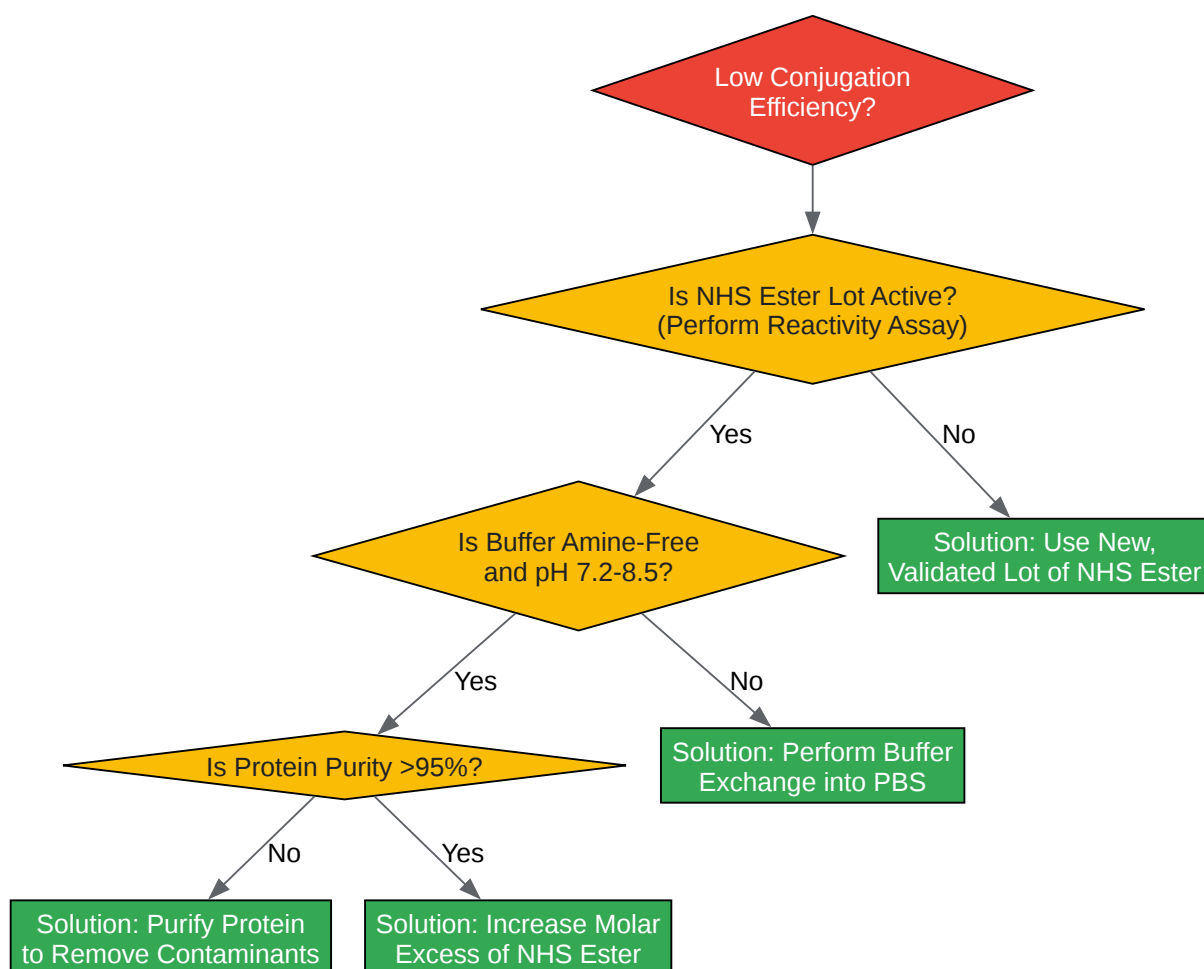 Low Conjugation
Efficiency?
Is NHS Ester Lot Active?
(Perform Reactivity Assay)
Yes
No
Is Buffer Amine-Free
and pH 7.2-8.5?
Solution: Use New,
Validated Lot of NHS Ester
Yes
No
Is Protein Purity >95%?
Solution: Perform Buffer
Exchange into PBS
No
Yes
Solution: Purify Protein
to Remove Contaminants
Solution: Increase Molar
Excess of NHS Ester